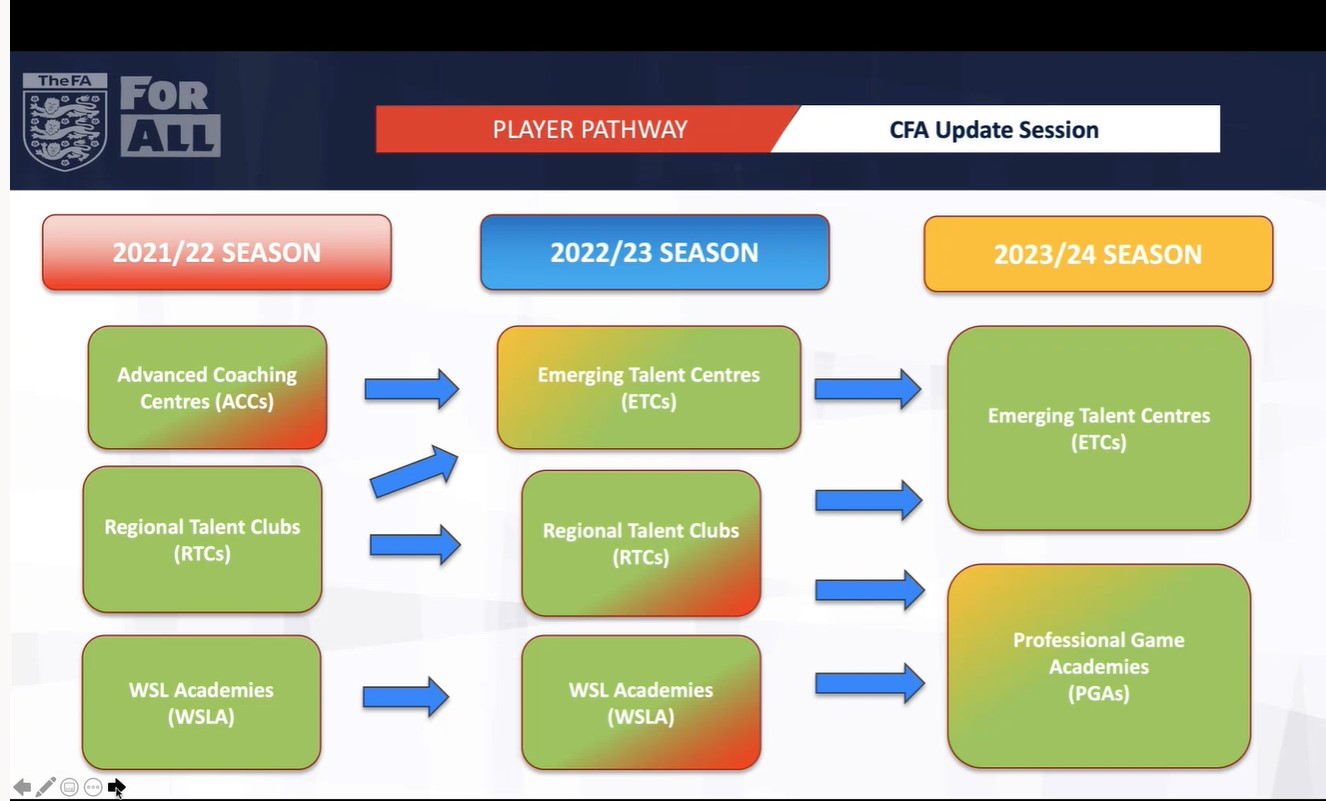 The FA
FOR
ALL
PLAYER PATHWAY
CFA Update Session
2021/22 SEASON
2022/23 SEASON
2023/24 SEASON
Advanced Coaching
Centres (ACCs)
Emerging Talent Centres
(ETCs)
Emerging Talent Centres
(ETCs)
Regional Talent Clubs
(RTCs)
Regional Talent Clubs
(RTCs)
Professional Game
Academies
(PGAs)
WSL Academies
(WSLA)
WSL Academies
(WSLA)